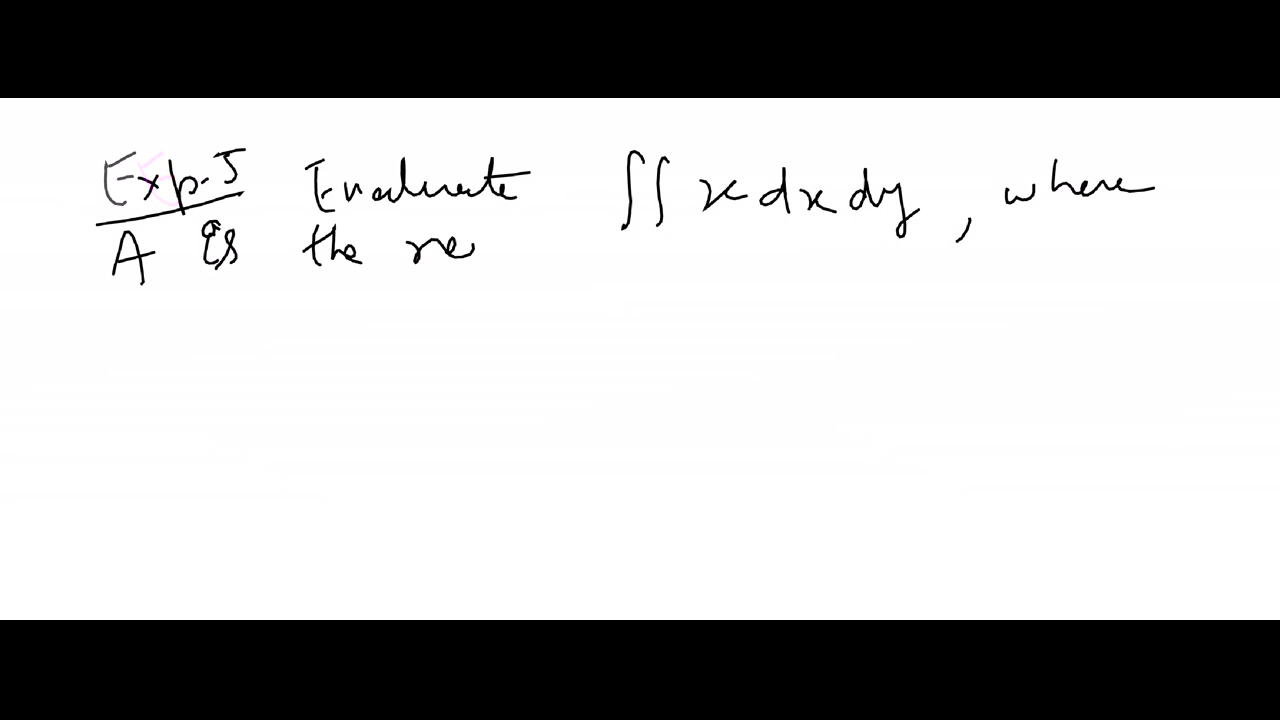 Exp. 5 Evaluate ∫∫ x dx dy , where
A is the re